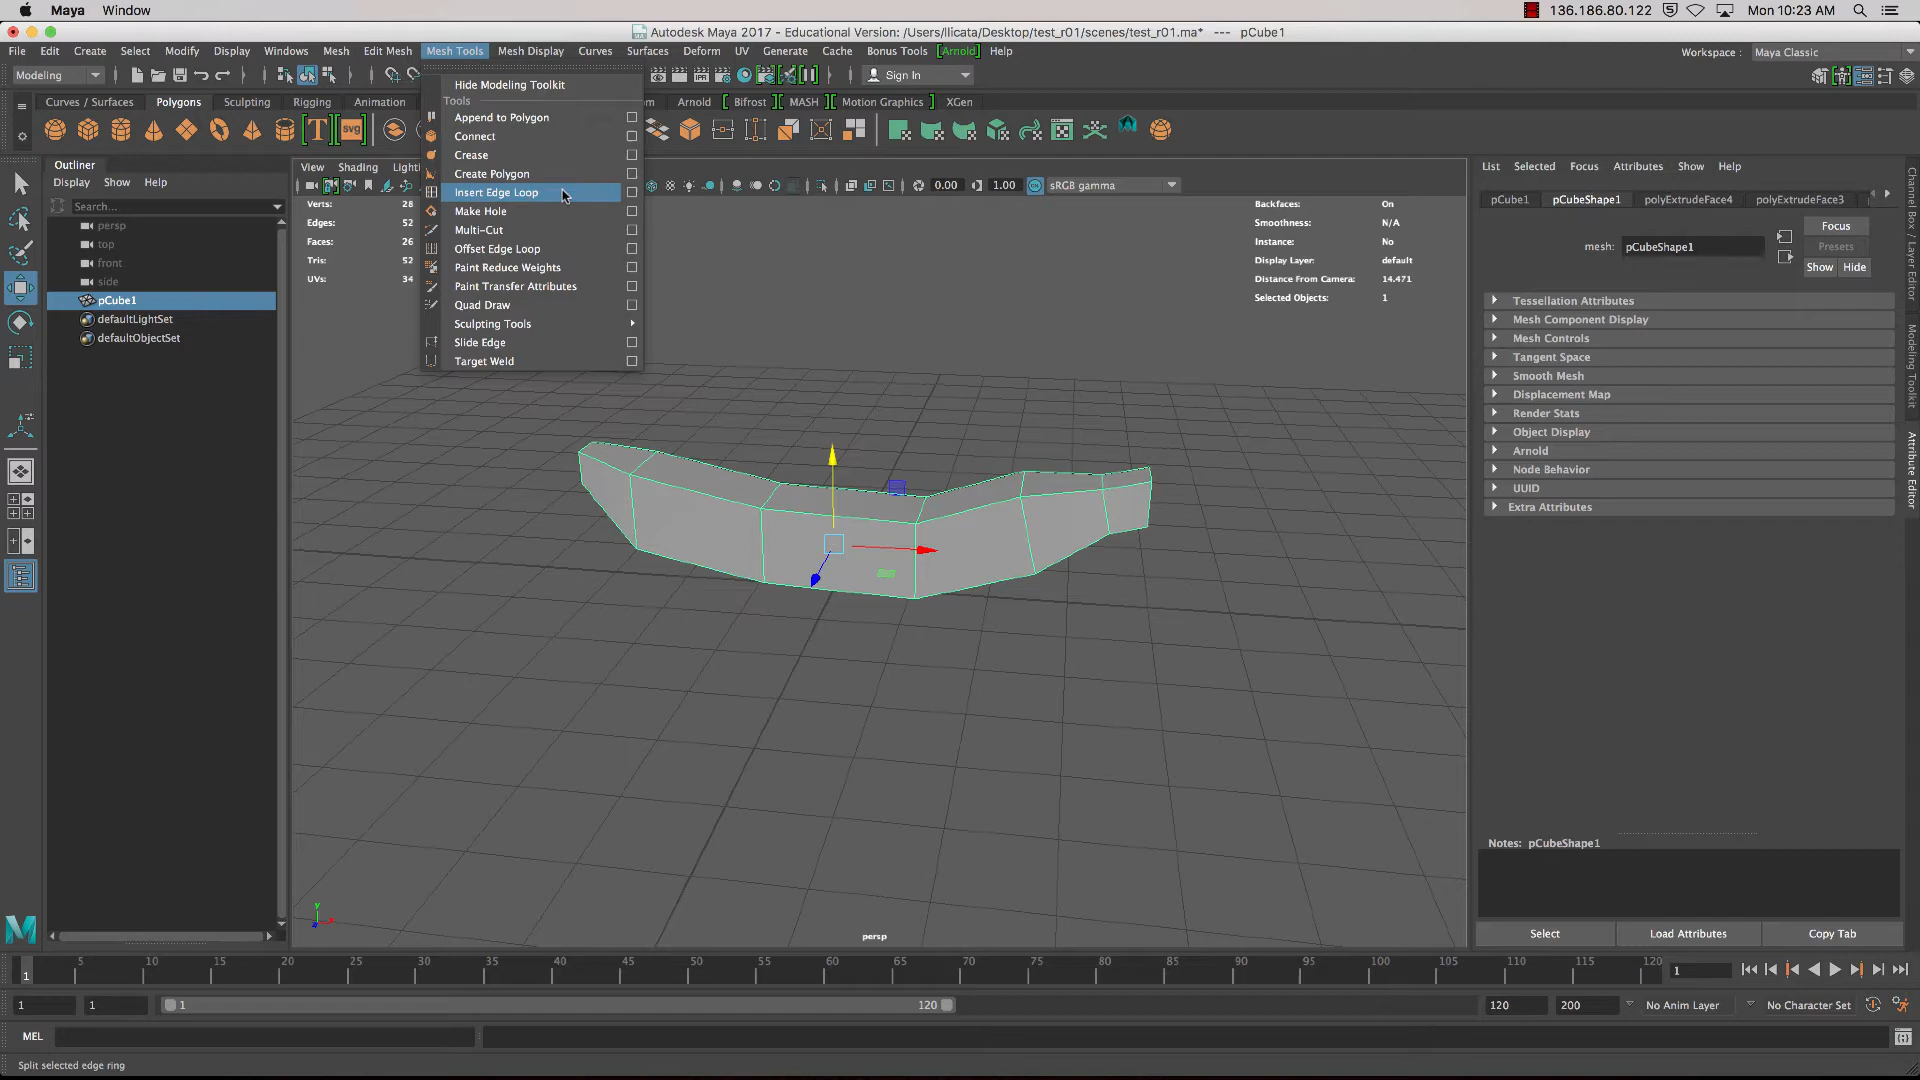 Maya Window 136.186.80.122 Mon 10:23 AM
Autodesk Maya 2017 - Educational Version: /Users/llicata/Desktop/test_r01/scenes/test_r01.ma* --- pCube1
File Edit Create Select Modify Display Windows Mesh Edit Mesh Mesh Tools Mesh Display Curves Surfaces Deform UV Generate Cache Bonus Tools [Arnold] Help Workspace : Maya Classic
Modeling Sign In
Curves / Surfaces Polygons Sculpting Rigging Animation Arnold Bifrost MASH Motion Graphics XGen
T svg IPR
Hide Modeling Toolkit
Tools
Append to Polygon
Connect
Crease
Create Polygon
Insert Edge Loop
Make Hole
Multi-Cut
Offset Edge Loop
Paint Reduce Weights
Paint Transfer Attributes
Quad Draw
Sculpting Tools
Slide Edge
Target Weld
Outliner
Display Show Help
Search...
persp
top
front
side
pCube1
defaultLightSet
defaultObjectSet
View Shading Lighti
0.00 1.00 sRGB gamma
Verts: 28
Edges: 52
Faces: 26
Tris: 52
UVs: 34
Backfaces: On
Smoothness: N/A
Instance: No
Display Layer: default
Distance From Camera: 14.471
Selected Objects: 1
persp
y
List Selected Focus Attributes Show Help
pCube1 pCubeShape1 polyExtrudeFace4 polyExtrudeFace3
Focus
mesh: pCubeShape1 Presets
Show Hide
Tessellation Attributes
Mesh Component Display
Mesh Controls
Tangent Space
Smooth Mesh
Displacement Map
Render Stats
Object Display
Arnold
Node Behavior
UUID
Extra Attributes
Notes: pCubeShape1
Select Load Attributes Copy Tab
Channel Box / Layer Editor
Modeling Toolkit
Attribute Editor
1 5 10 15 20 25 30 35 40 45 50 55 60 65 70 75 80 85 90 95 100 105 110 115 120 1
1 1 1 120 120 200 No Anim Layer No Character Set
MEL
Split selected edge ring